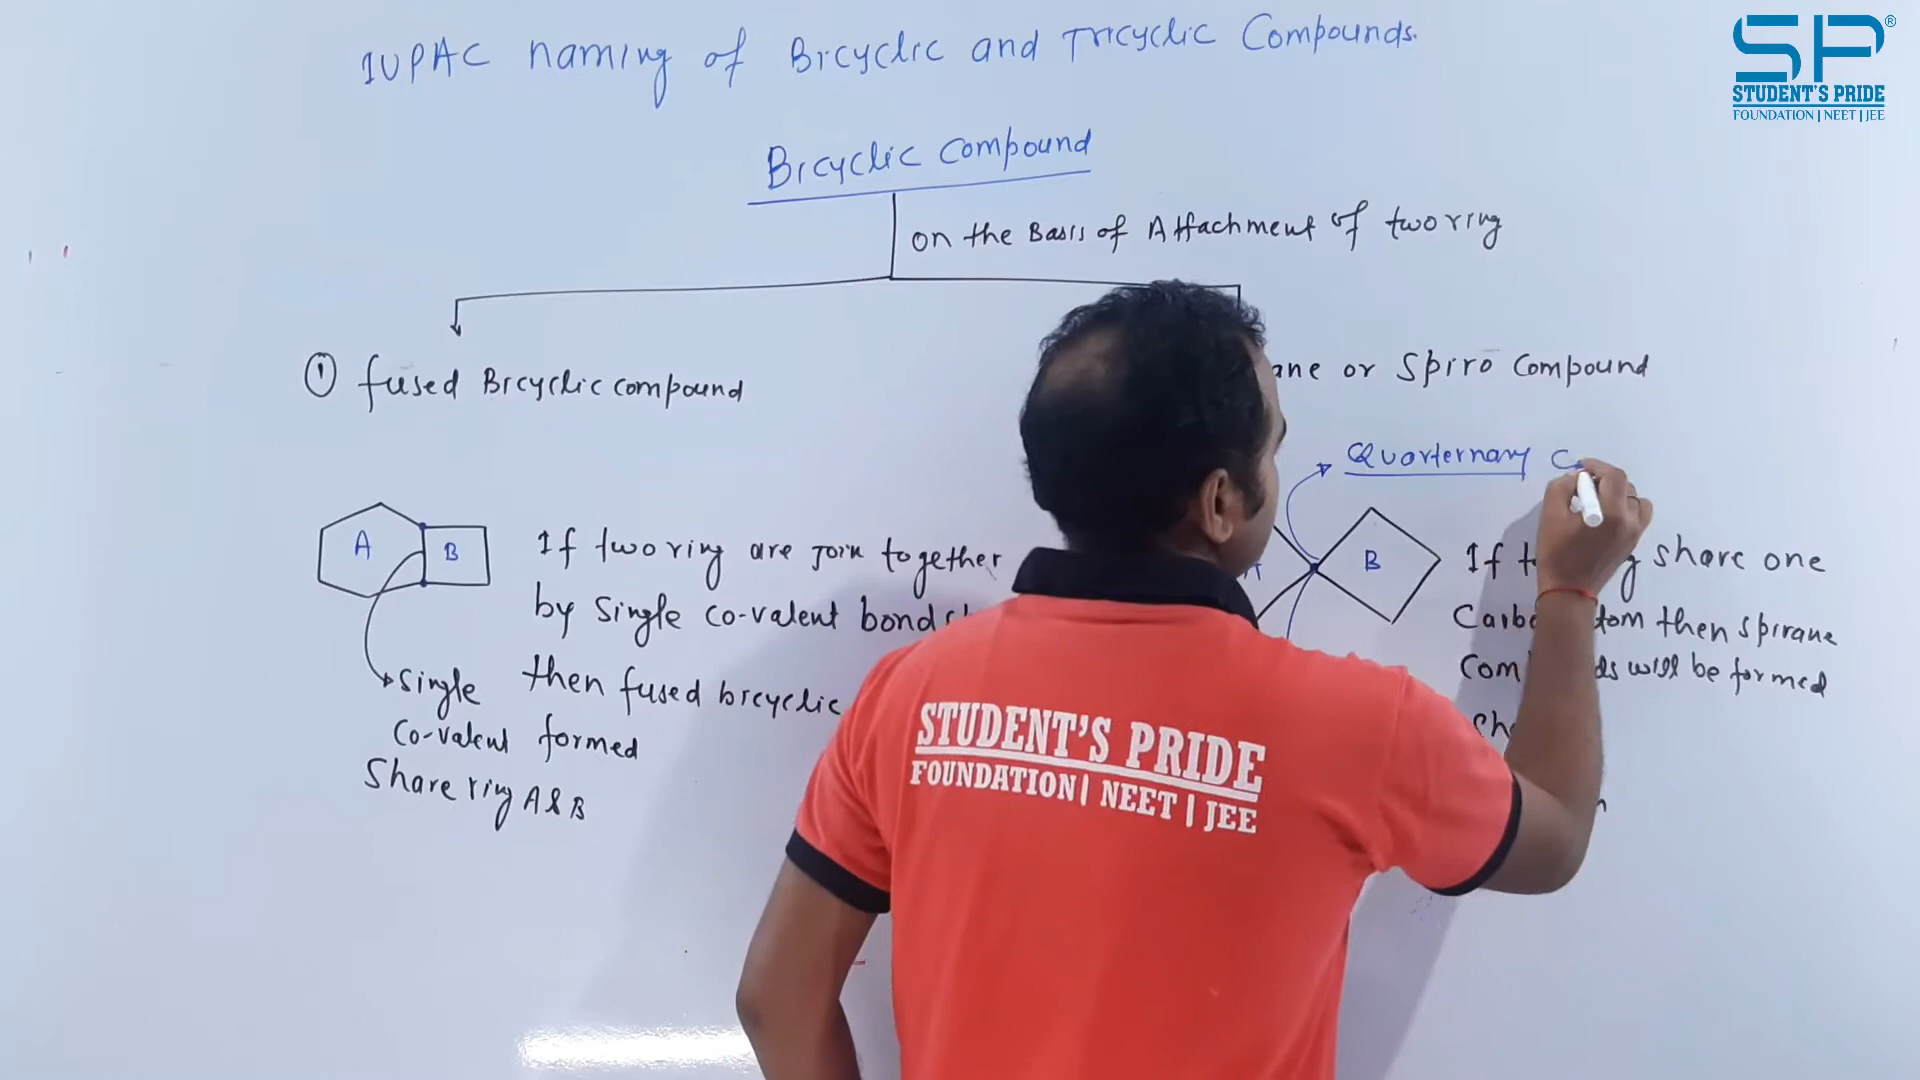 IUPAC naming of Bicyclic and Tricyclic Compounds.
SP®
STUDENT'S PRIDE
FOUNDATION | NEET | JEE
Bicyclic Compound
on the Basis of Attachment of two ring
① fused Bicyclic compound
ane or Spiro Compound
Quarternary C
A
B
If two ring are join together
by single co-valent bond
then fused bicyclic
single
co-valent formed
Share ring A & B
B
If share one
Carbo tom then spirane
Com ds will be formed
STUDENT'S PRIDE
FOUNDATION | NEET | JEE